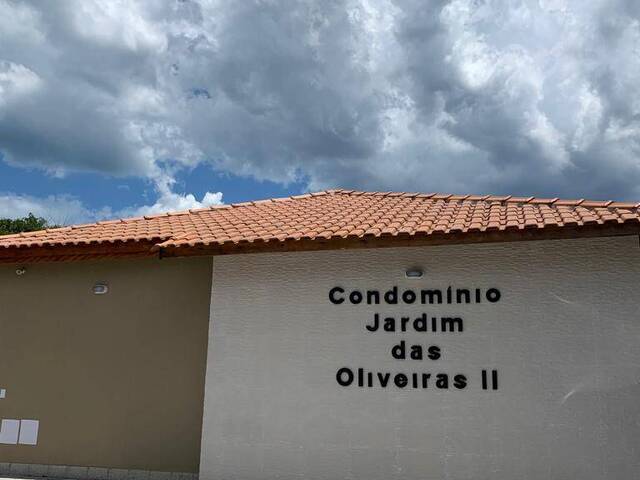 Condomínio
Jardim
das
Oliveiras II